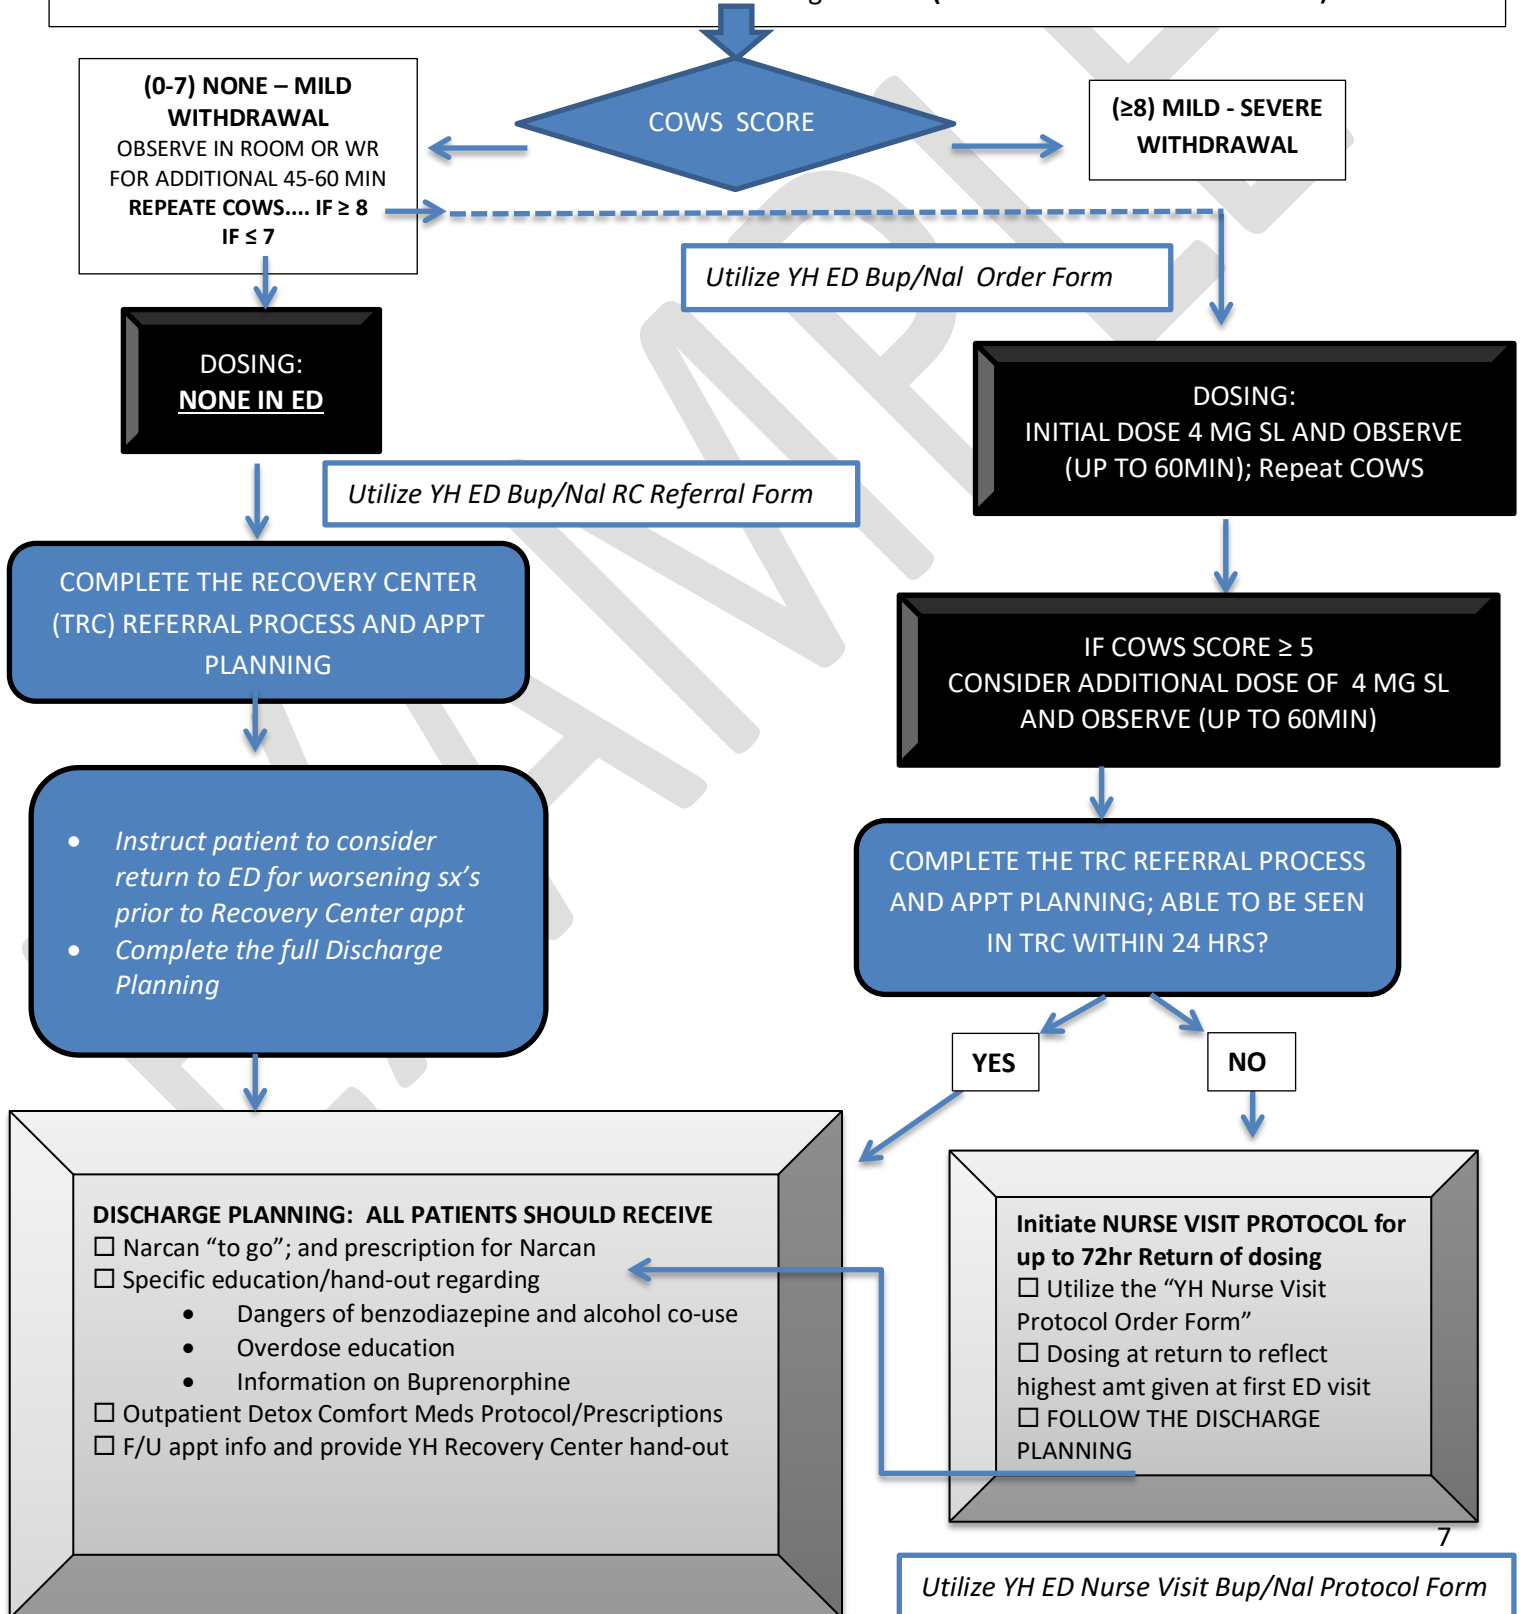 COWS SCORE
(0-7) NONE – MILD
WITHDRAWAL
OBSERVE IN ROOM OR WR
FOR ADDITIONAL 45-60 MIN
REPEAT COWS.... IF ≥ 8
IF ≤ 7
(≥8) MILD - SEVERE
WITHDRAWAL
Utilize YH ED Bup/Nal Order Form
DOSING:
NONE IN ED
DOSING:
INITIAL DOSE 4 MG SL AND OBSERVE
(UP TO 60MIN); Repeat COWS
Utilize YH ED Bup/Nal RC Referral Form
COMPLETE THE RECOVERY CENTER
(TRC) REFERRAL PROCESS AND APPT
PLANNING
IF COWS SCORE ≥ 5
CONSIDER ADDITIONAL DOSE OF 4 MG SL
AND OBSERVE (UP TO 60MIN)
• Instruct patient to consider
return to ED for worsening sx’s
prior to Recovery Center appt
• Complete the full Discharge
Planning
COMPLETE THE TRC REFERRAL PROCESS
AND APPT PLANNING; ABLE TO BE SEEN
IN TRC WITHIN 24 HRS?
YES
NO
DISCHARGE PLANNING: ALL PATIENTS SHOULD RECEIVE
☐ Narcan “to go”; and prescription for Narcan
☐ Specific education/hand-out regarding
• Dangers of benzodiazepine and alcohol co-use
• Overdose education
• Information on Buprenorphine
☐ Outpatient Detox Comfort Meds Protocol/Prescriptions
☐ F/U appt info and provide YH Recovery Center hand-out
Initiate NURSE VISIT PROTOCOL for
up to 72hr Return of dosing
☐ Utilize the “YH Nurse Visit
Protocol Order Form”
☐ Dosing at return to reflect
highest amt given at first ED visit
☐ FOLLOW THE DISCHARGE
PLANNING
7
Utilize YH ED Nurse Visit Bup/Nal Protocol Form
EXAMPLE